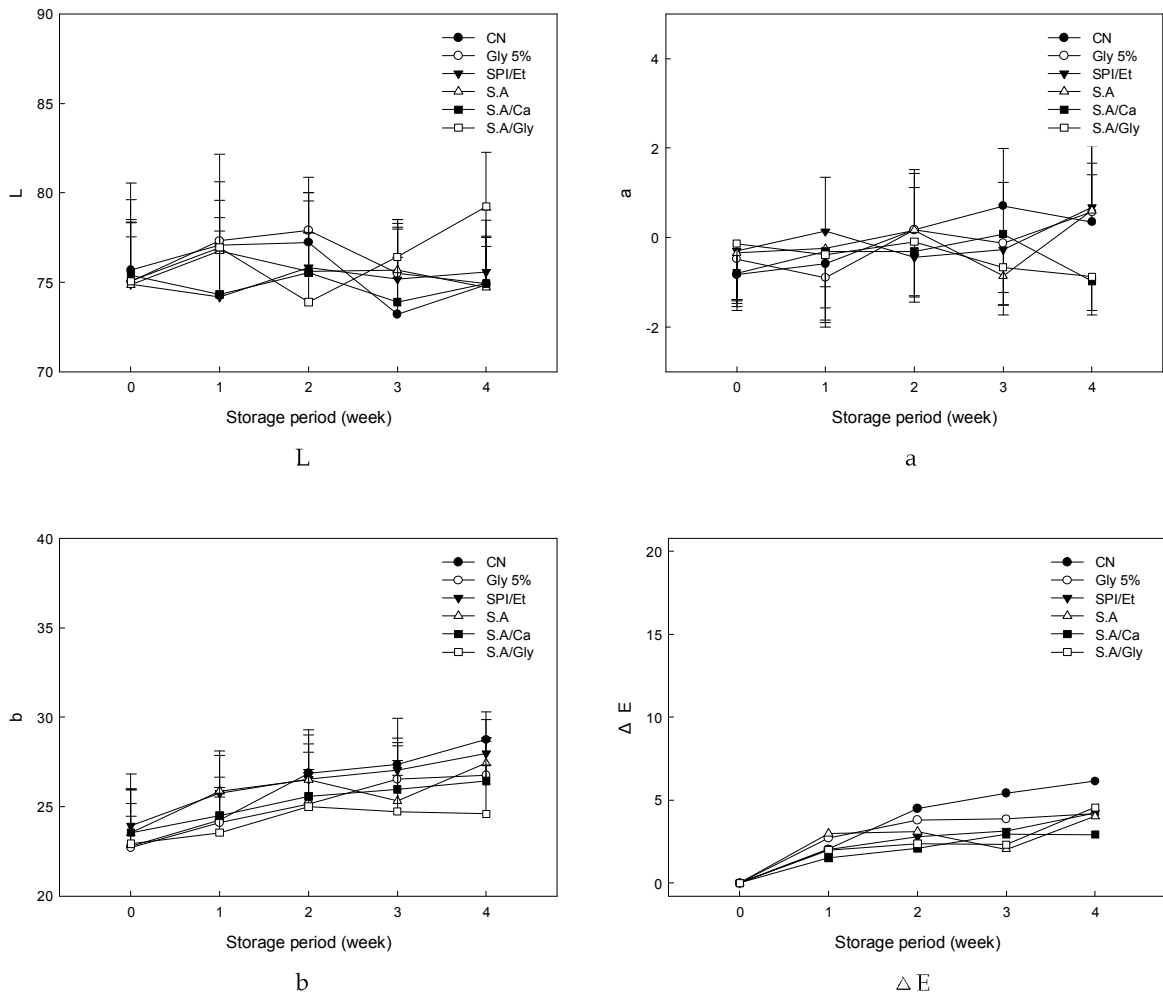 90
85
80
75
70
L
CN
Gly 5%
SPI/Et
S.A
S.A/Ca
S.A/Gly
0 1 2 3 4
Storage period (week)
L
4
2
0
-2
a
CN
Gly 5%
SPI/Et
S.A
S.A/Ca
S.A/Gly
0 1 2 3 4
Storage period (week)
a
40
35
30
25
20
b
CN
Gly 5%
SPI/Et
S.A
S.A/Ca
S.A/Gly
0 1 2 3 4
Storage period (week)
b
20
15
10
5
0
Δ E
CN
Gly 5%
SPI/Et
S.A
S.A/Ca
S.A/Gly
0 1 2 3 4
Storage period (week)
△E